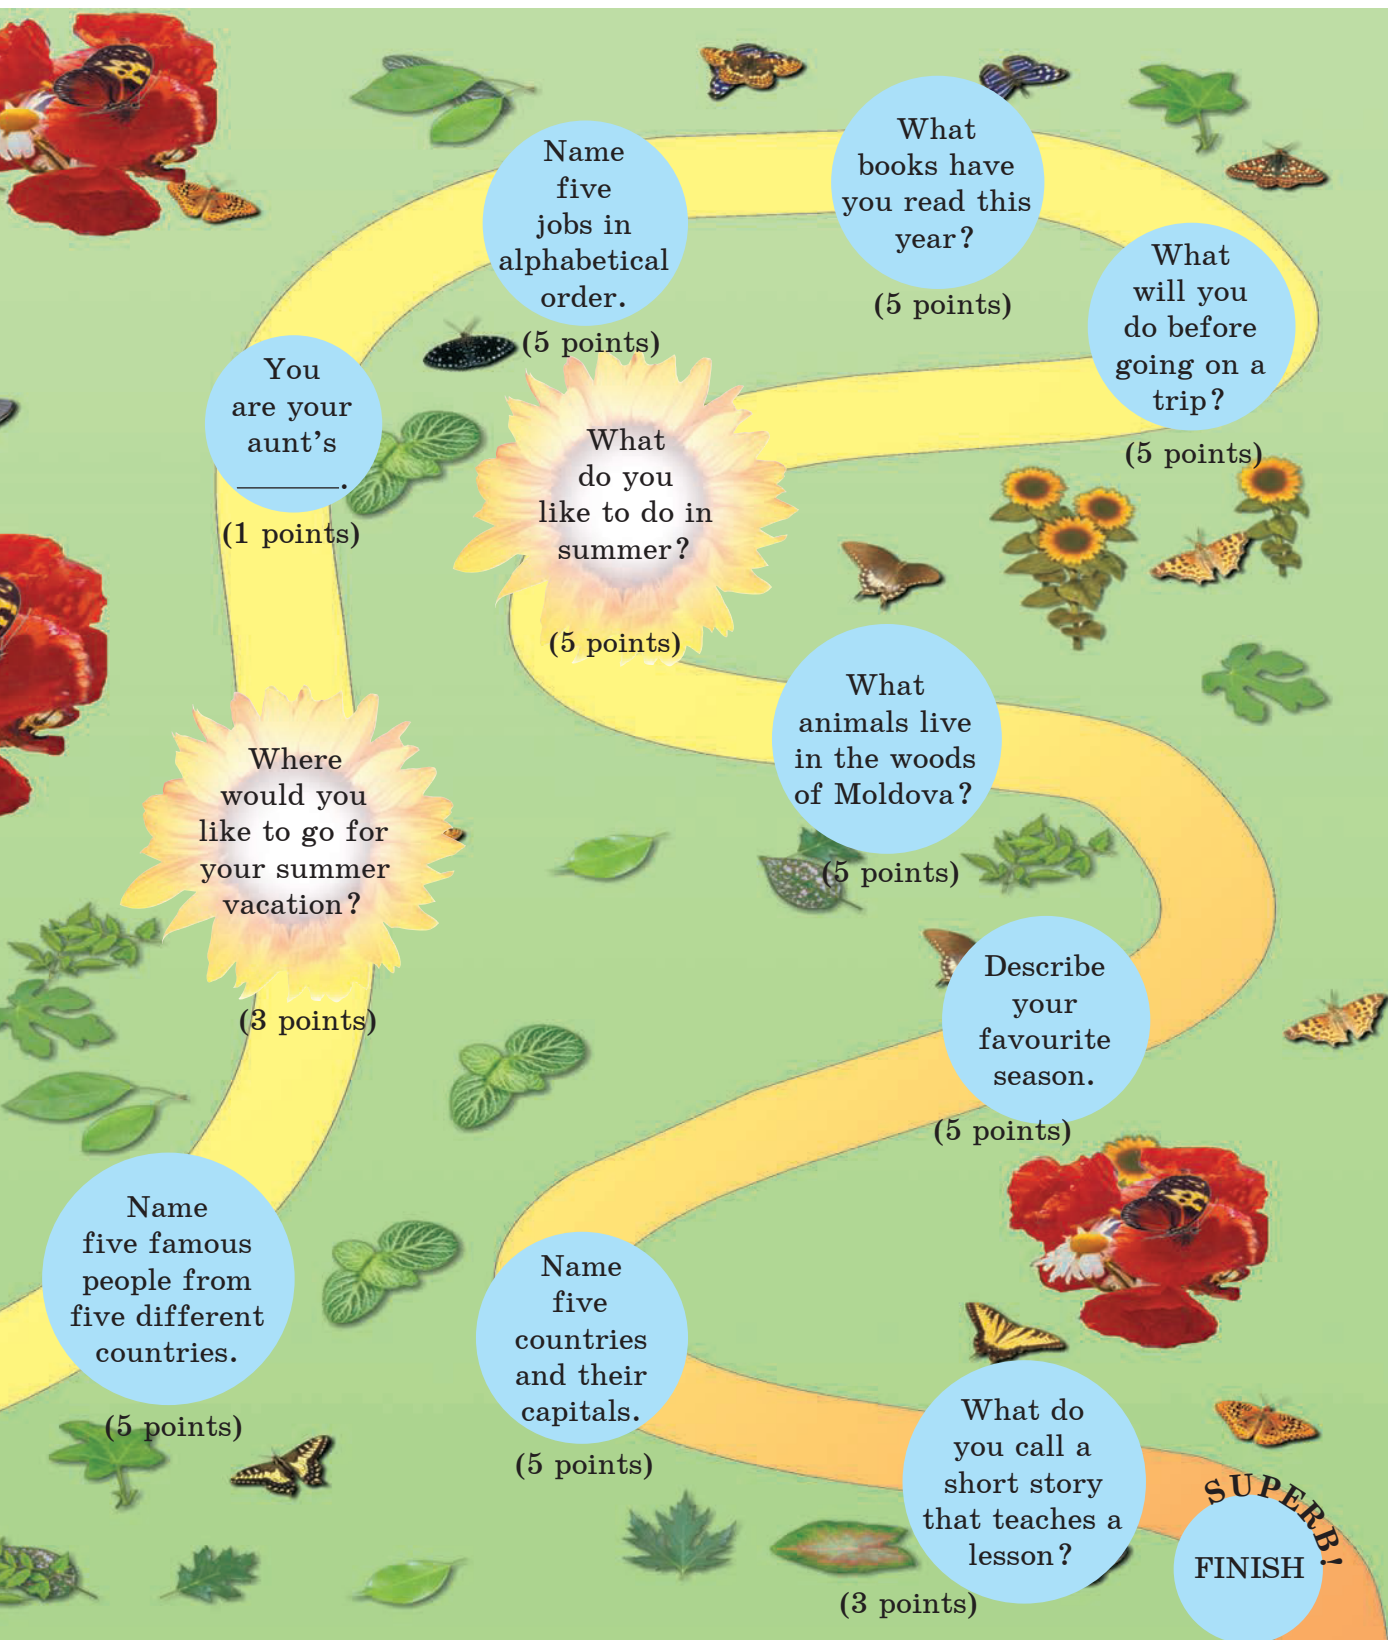 Name
five famous
people from
five different
countries.
(5 points)
Where
would you
like to go for
your summer
vacation?
(3 points)
You
are your
aunt's
_______.
(1 points)
Name
five
jobs in
alphabetical
order.
(5 points)
What
books have
you read this
year?
(5 points)
What
will you
do before
going on a
trip?
(5 points)
What
do you
like to do in
summer?
(5 points)
What
animals live
in the woods
of Moldova?
(5 points)
Describe
your
favourite
season.
(5 points)
Name
five
countries
and their
capitals.
(5 points)
What do
you call a
short story
that teaches a
lesson?
(3 points)
SUPERB!
FINISH